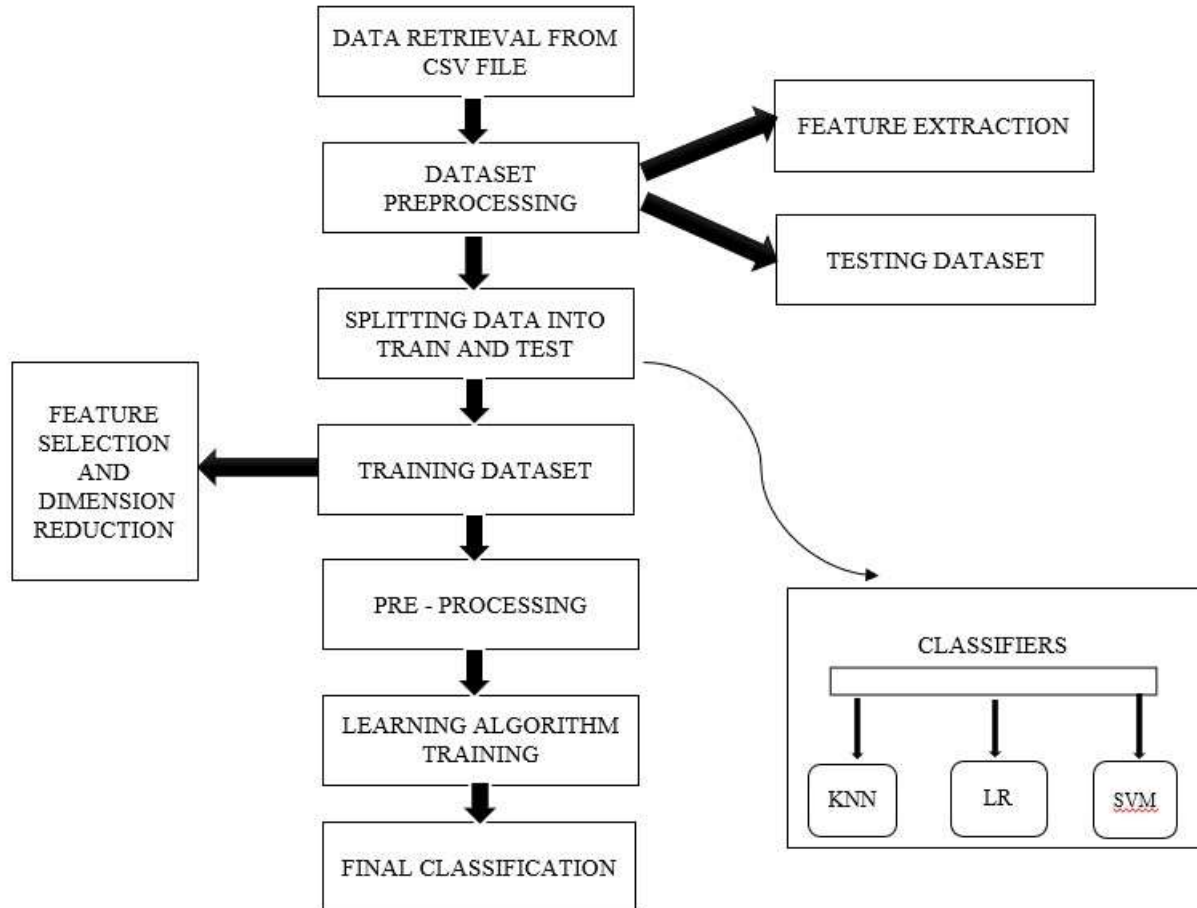 DATA RETRIEVAL FROM
CSV FILE
FEATURE EXTRACTION
DATASET
PREPROCESSING
TESTING DATASET
SPLITTING DATA INTO
TRAIN AND TEST
FEATURE
SELECTION
AND
DIMENSION
REDUCTION
TRAINING DATASET
PRE - PROCESSING
LEARNING ALGORITHM
TRAINING
FINAL CLASSIFICATION
CLASSIFIERS
KNN
LR
SVM